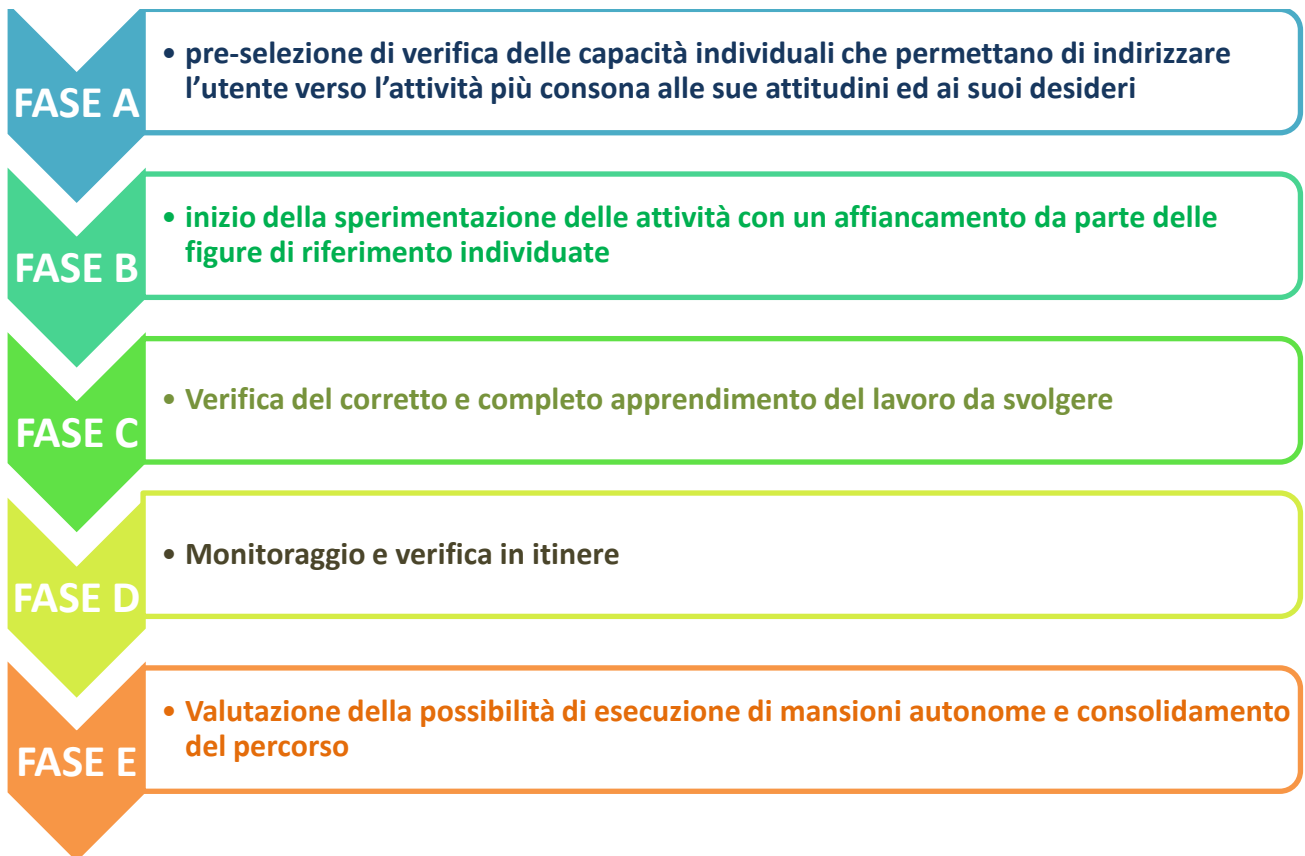 FASE A
• pre-selezione di verifica delle capacità individuali che permettano di indirizzare
l’utente verso l’attività più consona alle sue attitudini ed ai suoi desideri
FASE B
• inizio della sperimentazione delle attività con un affiancamento da parte delle
figure di riferimento individuate
FASE C
• Verifica del corretto e completo apprendimento del lavoro da svolgere
FASE D
• Monitoraggio e verifica in itinere
FASE E
• Valutazione della possibilità di esecuzione di mansioni autonome e consolidamento
del percorso